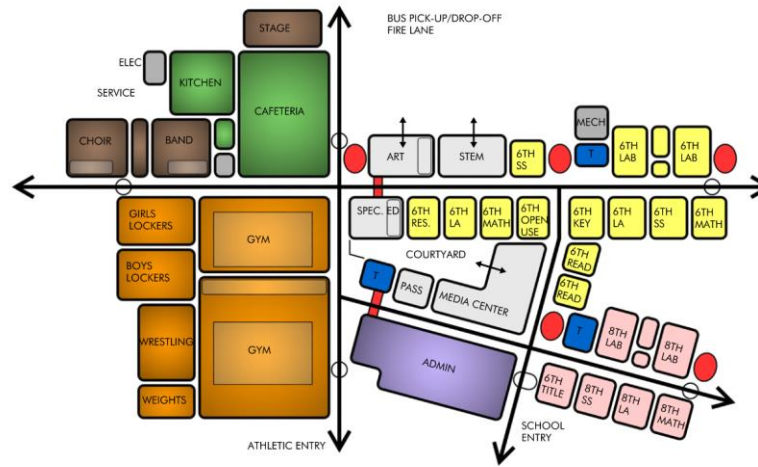 BUS PICK-UP/DROP-OFF
FIRE LANE
STAGE
ELEC
KITCHEN
SERVICE
CAFETERIA
CHOIR
BAND
ART
STEM
6TH
SS
MECH
T
6TH
LAB
6TH
LAB
GIRLS
LOCKERS
GYM
SPEC. ED
6TH
RES.
6TH
LA
6TH
MATH
6TH
OPEN
USE
6TH
KEY
6TH
LA
6TH
SS
6TH
MATH
BOYS
LOCKERS
COURTYARD
6TH
READ
6TH
READ
T
PASS
MEDIA CENTER
WRESTLING
GYM
ADMIN
T
8TH
LAB
8TH
LAB
WEIGHTS
6TH
TITLE
8TH
SS
8TH
LA
8TH
MATH
ATHLETIC ENTRY
SCHOOL
ENTRY